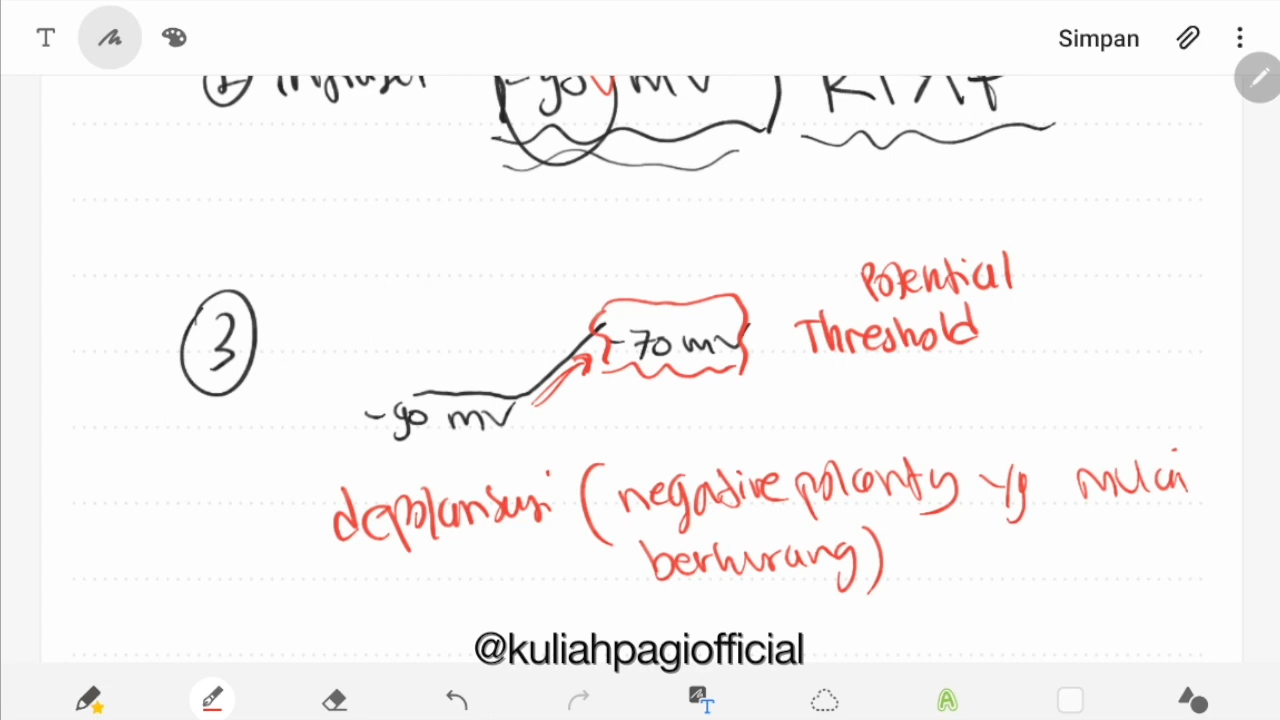 Simpan
-90 mV
3
-70 mV
Potential
Threshold
-90 mV
depolarisasi (negative polarity yg mulai
berkurang)
@kuliahpagiofficial